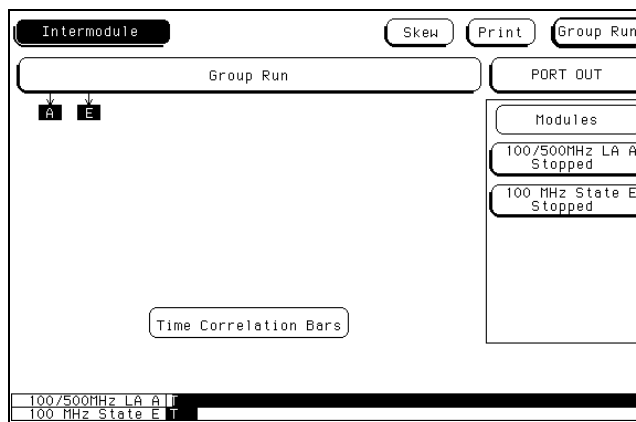 Intermodule Skew Print Group Run
Group Run PORT OUT
A E
Modules
100/500MHz LA A
Stopped
100 MHz State E
Stopped
Time Correlation Bars
100/500MHz LA A T
100 MHz State E T